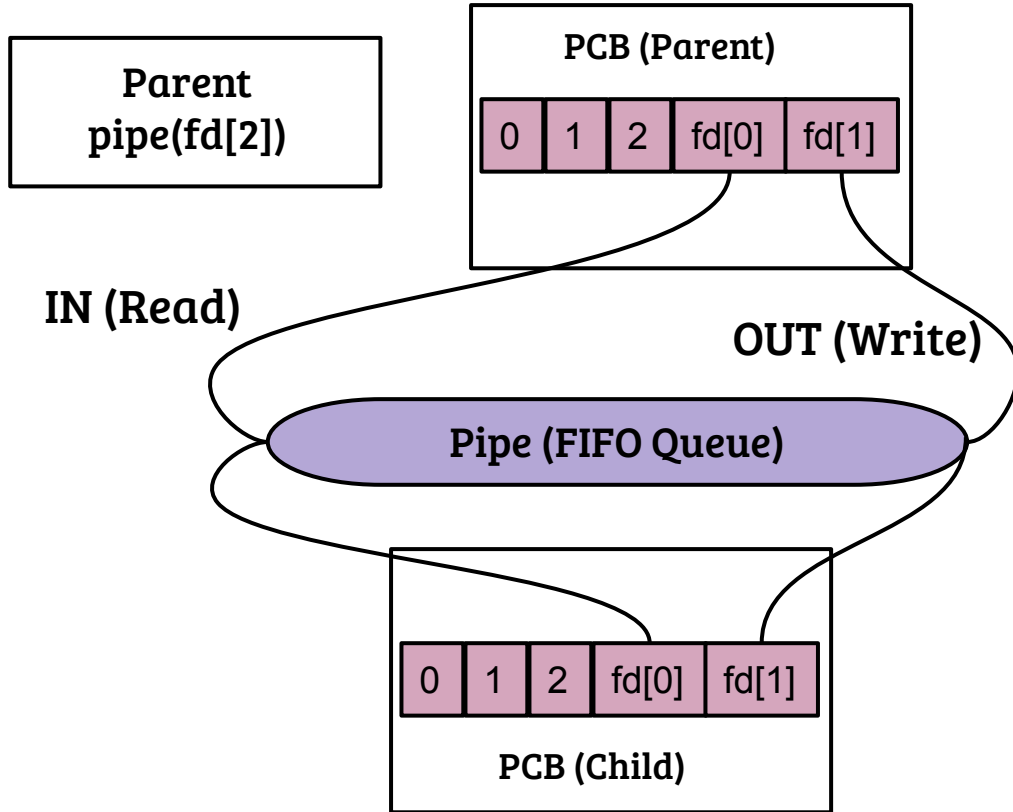 Parent
pipe(fd[2])
PCB (Parent)
0 1 2 fd[0] fd[1]
IN (Read)
OUT (Write)
Pipe (FIFO Queue)
0 1 2 fd[0] fd[1]
PCB (Child)